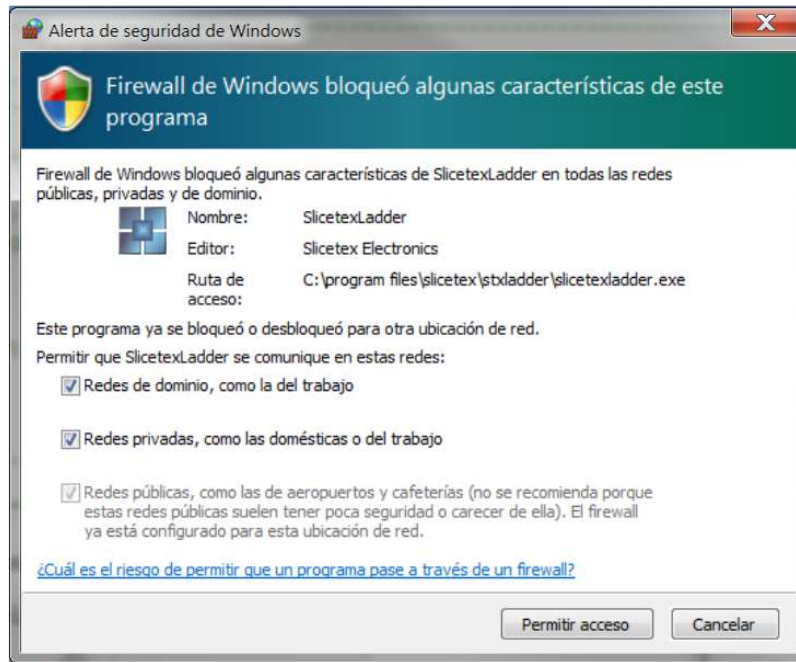 Alerta de seguridad de Windows
Firewall de Windows bloqueó algunas características de este
programa
Firewall de Windows bloqueó algunas características de SlicetexLadder en todas las redes
públicas, privadas y de dominio.
Nombre: SlicetexLadder
Editor: Slicetex Electronics
Ruta de C:\program files\slicetex\stxladder\slicetexladder.exe
acceso:
Este programa ya se bloqueó o desbloqueó para otra ubicación de red.
Permitir que SlicetexLadder se comunique en estas redes:
Redes de dominio, como la del trabajo
Redes privadas, como las domésticas o del trabajo
Redes públicas, como las de aeropuertos y cafeterías (no se recomienda porque
estas redes públicas suelen tener poca seguridad o carecer de ella). El firewall
ya está configurado para esta ubicación de red.
¿Cuál es el riesgo de permitir que un programa pase a través de un firewall?
Permitir acceso Cancelar